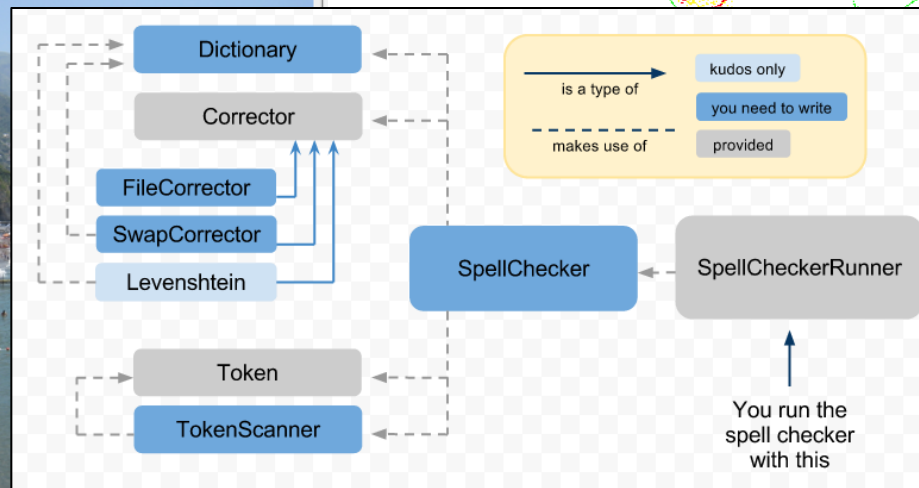 Dictionary
Corrector
FileCorrector
SwapCorrector
Levenshtein
Token
TokenScanner
SpellChecker
SpellCheckerRunner
is a type of
makes use of
kudos only
you need to write
provided
You run the
spell checker
with this